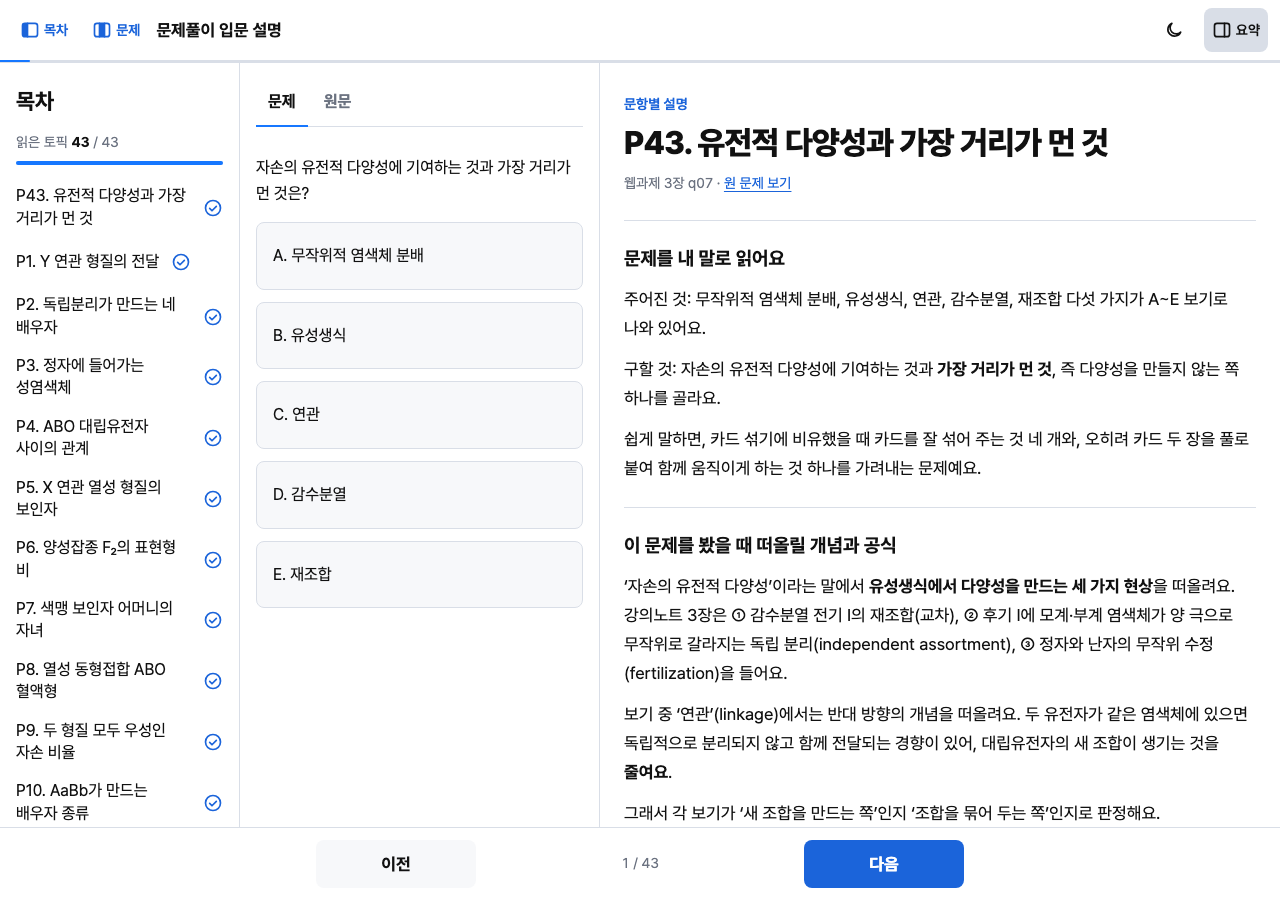 목차
문제
문제풀이 입문 설명
요약
목차
읽은 토픽 43 / 43
P43. 유전적 다양성과 가장
거리가 먼 것
P1. Y 연관 형질의 전달
P2. 독립분리가 만드는 네
배우자
P3. 정자에 들어가는
성염색체
P4. ABO 대립유전자
사이의 관계
P5. X 연관 열성 형질의
보인자
P6. 양성잡종 F₂의 표현형
비
P7. 색맹 보인자 어머니의
자녀
P8. 열성 동형접합 ABO
혈액형
P9. 두 형질 모두 우성인
자손 비율
P10. AaBb가 만드는
배우자 종류
문제
원문
자손의 유전적 다양성에 기여하는 것과 가장 거리가
먼 것은?
A. 무작위적 염색체 분배
B. 유성생식
C. 연관
D. 감수분열
E. 재조합
문항별 설명
P43. 유전적 다양성과 가장 거리가 먼 것
웹과제 3장 q07 · 원 문제 보기
문제를 내 말로 읽어요
주어진 것: 무작위적 염색체 분배, 유성생식, 연관, 감수분열, 재조합 다섯 가지가 A~E 보기로
나와 있어요.
구할 것: 자손의 유전적 다양성에 기여하는 것과 가장 거리가 먼 것, 즉 다양성을 만들지 않는 쪽
하나를 골라요.
쉽게 말하면, 카드 섞기에 비유했을 때 카드를 잘 섞어 주는 것 네 개와, 오히려 카드 두 장을 풀로
붙여 함께 움직이게 하는 것 하나를 가려내는 문제예요.
이 문제를 봤을 때 떠올릴 개념과 공식
‘자손의 유전적 다양성’이라는 말에서 유성생식에서 다양성을 만드는 세 가지 현상을 떠올려요.
강의노트 3장은 ① 감수분열 전기 I의 재조합(교차), ② 후기 I에 모계·부계 염색체가 양 극으로
무작위로 갈라지는 독립 분리(independent assortment), ③ 정자와 난자의 무작위 수정
(fertilization)을 들어요.
보기 중 ‘연관’(linkage)에서는 반대 방향의 개념을 떠올려요. 두 유전자가 같은 염색체에 있으면
독립적으로 분리되지 않고 함께 전달되는 경향이 있어, 대립유전자의 새 조합이 생기는 것을
줄여요.
그래서 각 보기가 ‘새 조합을 만드는 쪽’인지 ‘조합을 묶어 두는 쪽’인지로 판정해요.
이전
1 / 43
다음